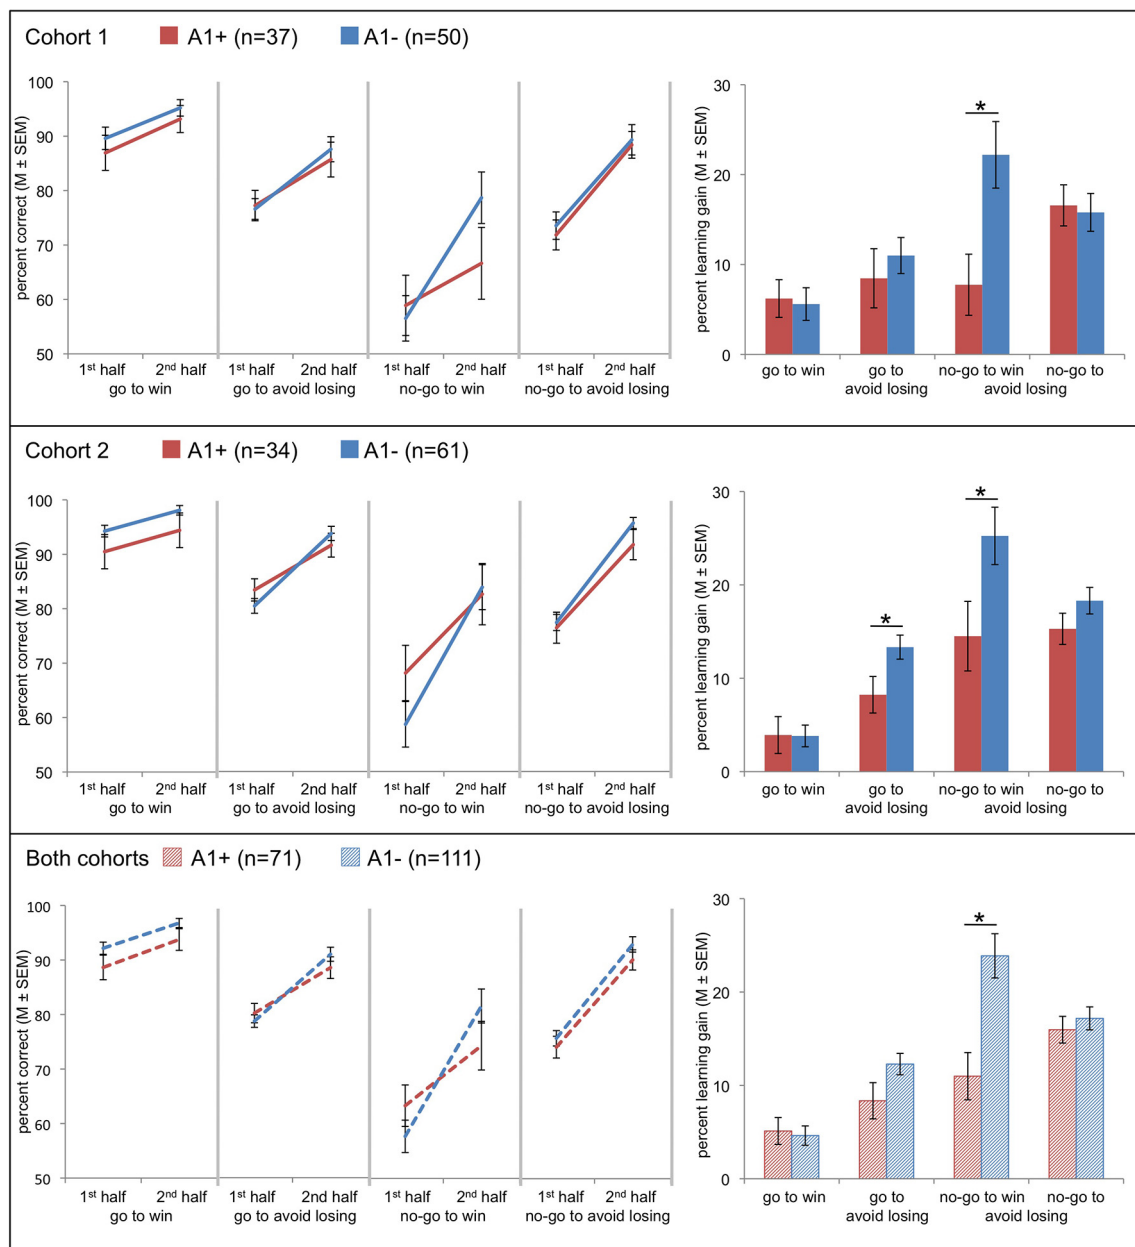 Cohort 1 A1+ (n=37) A1- (n=50)
percent correct (M ± SEM)
100
90
80
70
60
50
1st half 2nd half 1st half 2nd half 1st half 2nd half 1st half 2nd half
go to win go to avoid losing no-go to win no-go to avoid losing
percent learning gain (M ± SEM)
30
20
10
0
*
go to win go to no-go to win no-go to
avoid losing avoid losing
Cohort 2 A1+ (n=34) A1- (n=61)
percent correct (M ± SEM)
100
90
80
70
60
50
1st half 2nd half 1st half 2nd half 1st half 2nd half 1st half 2nd half
go to win go to avoid losing no-go to win no-go to avoid losing
percent learning gain (M ± SEM)
30
20
10
0
*
*
go to win go to no-go to win no-go to
avoid losing avoid losing
Both cohorts A1+ (n=71) A1- (n=111)
percent correct (M ± SEM)
100
90
80
70
60
50
1st half 2nd half 1st half 2nd half 1st half 2nd half 1st half 2nd half
go to win go to avoid losing no-go to win no-go to avoid losing
percent learning gain (M ± SEM)
30
20
10
0
*
go to win go to no-go to win no-go to
avoid losing avoid losing